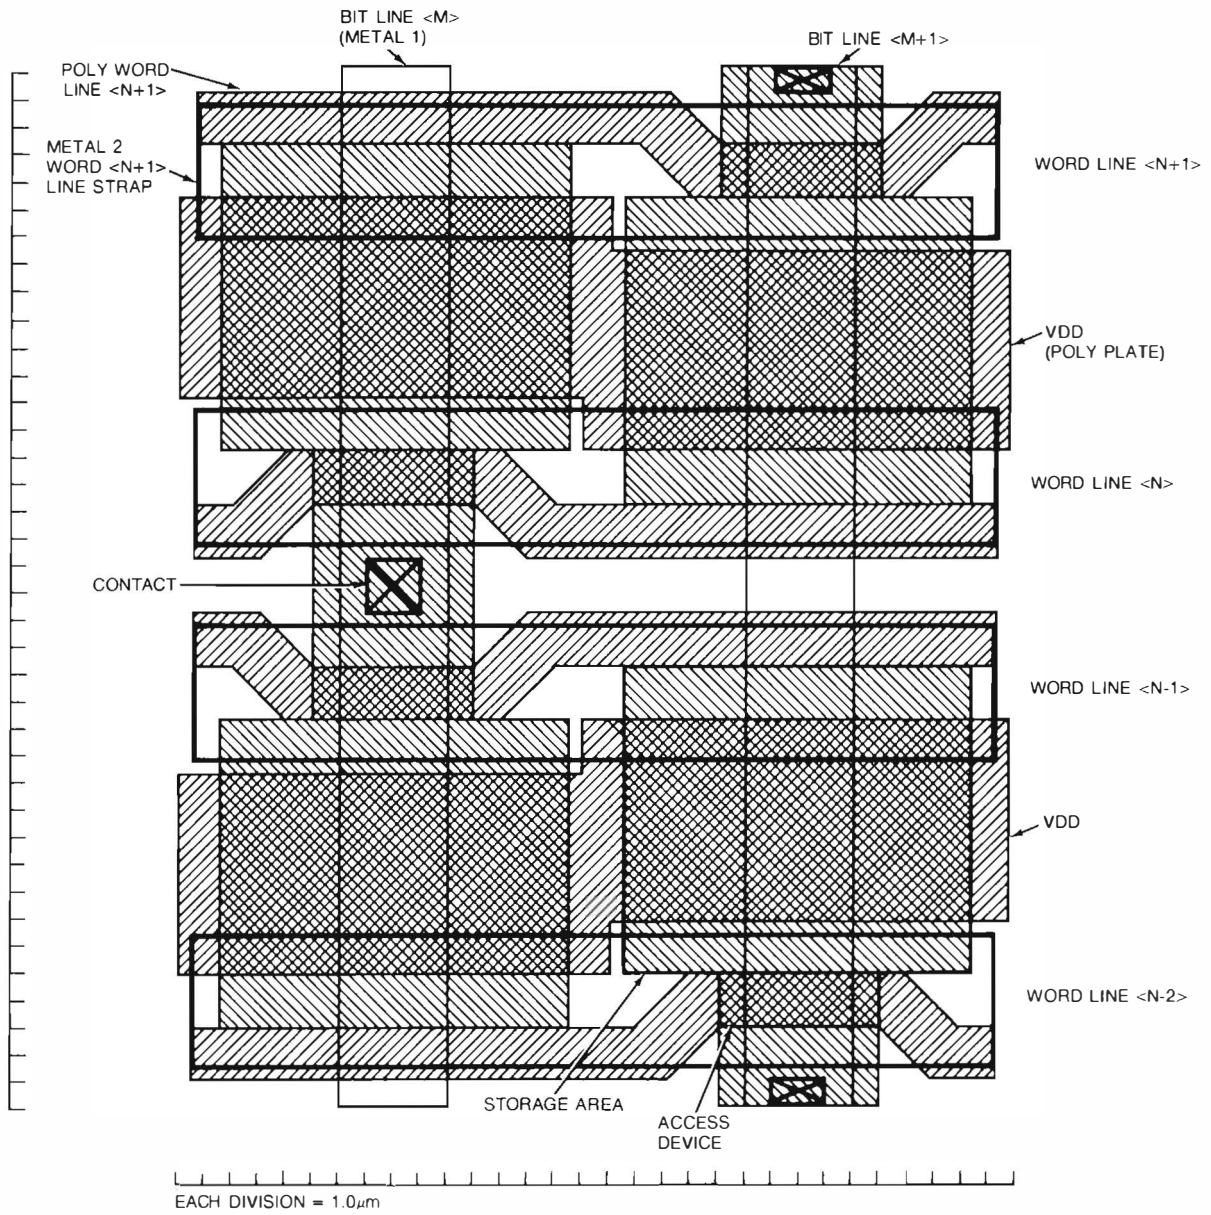 BIT LINE <M>
(METAL 1)
BIT LINE <M+1>
POLY WORD
LINE <N+1>
METAL 2
WORD <N+1>
LINE STRAP
WORD LINE <N+1>
VDD
(POLY PLATE)
WORD LINE <N>
CONTACT
WORD LINE <N-1>
VDD
WORD LINE <N-2>
STORAGE AREA
ACCESS
DEVICE
EACH DIVISION = 1.0μm